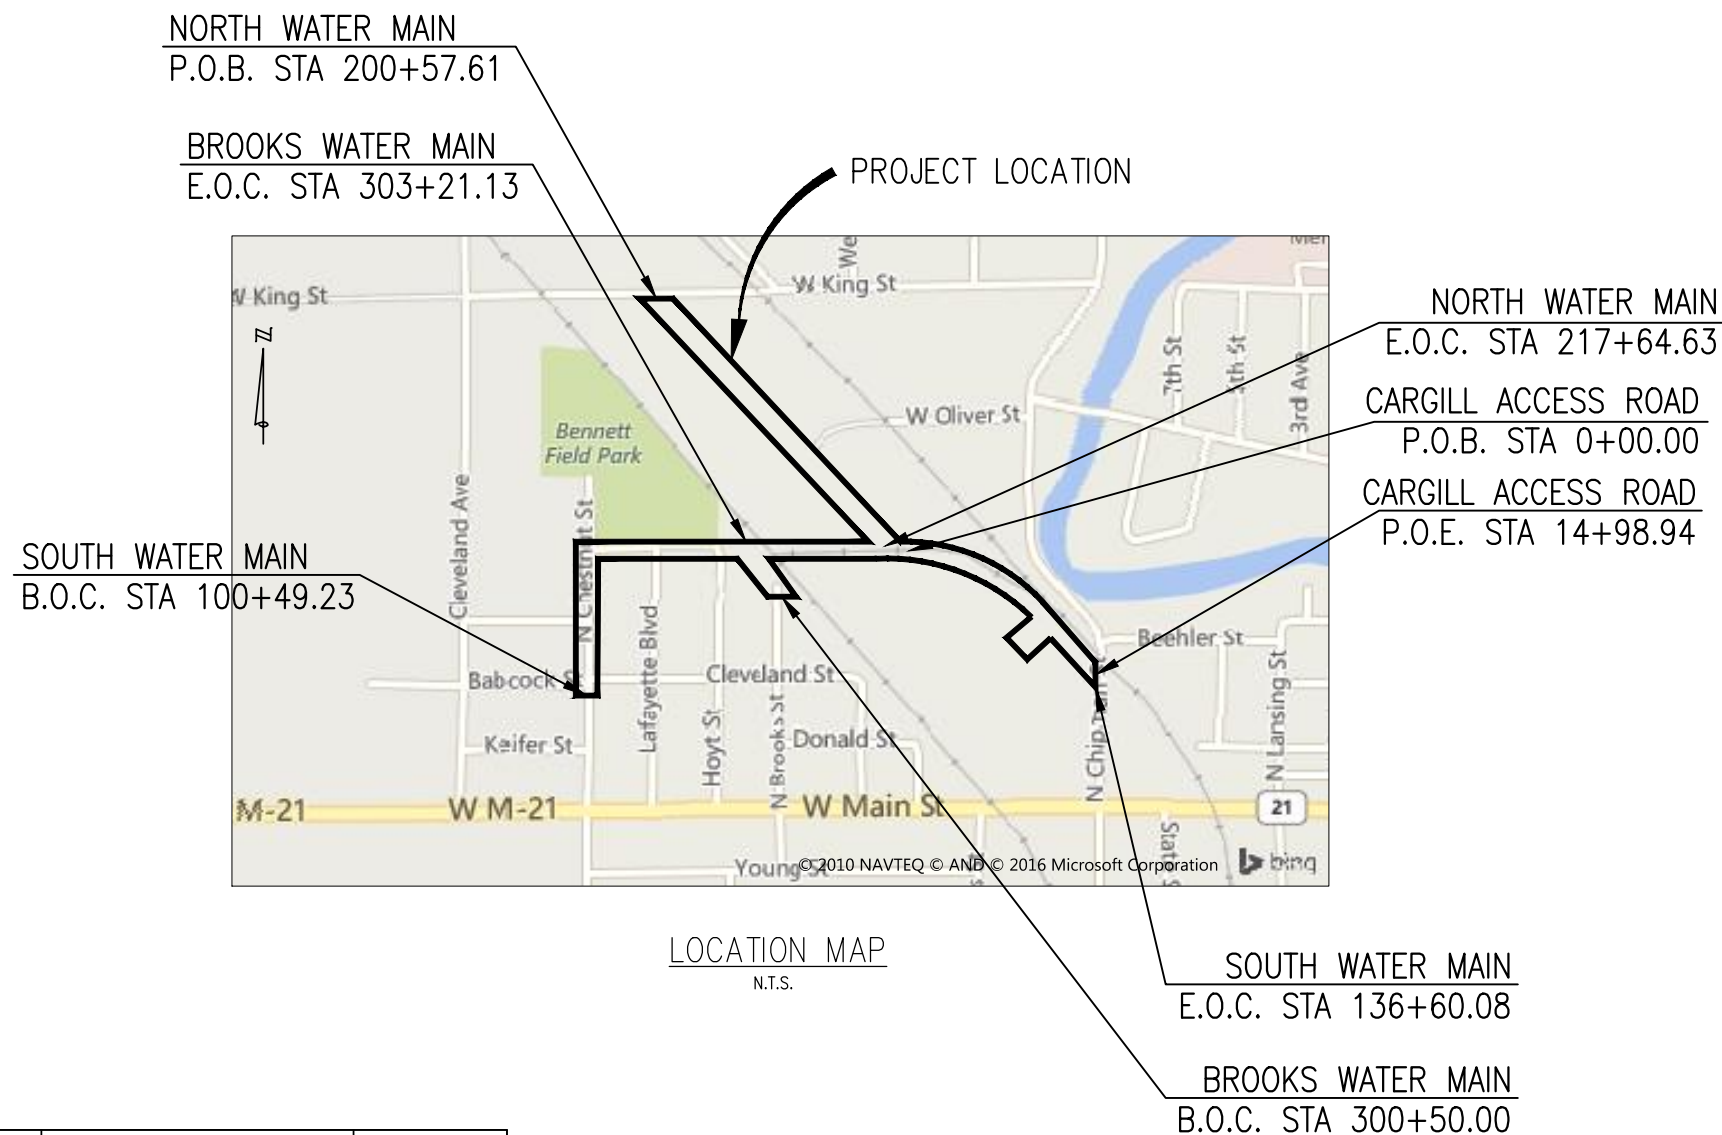 NORTH WATER MAIN
P.O.B. STA 200+57.61
BROOKS WATER MAIN
E.O.C. STA 303+21.13
PROJECT LOCATION
W King St
W King St
N
NORTH WATER MAIN
E.O.C. STA 217+64.63
CARGILL ACCESS ROAD
P.O.B. STA 0+00.00
CARGILL ACCESS ROAD
P.O.E. STA 14+98.94
7th St
3rd Ave
W Oliver St
Bennett
Field Park
Cleveland Ave
N Chestnut St
SOUTH WATER MAIN
B.O.C. STA 100+49.23
Lafayette Blvd
Hoyt St
N Brooks St
Beehler St
N Lansing St
Babcock S
Cleveland St
Keifer St
Donald St
N Chip
M-21
W M-21
W Main St
21
Young St
© 2010 NAVTEQ © AND © 2016 Microsoft Corporation
bing
LOCATION MAP
N.T.S.
SOUTH WATER MAIN
E.O.C. STA 136+60.08
BROOKS WATER MAIN
B.O.C. STA 300+50.00